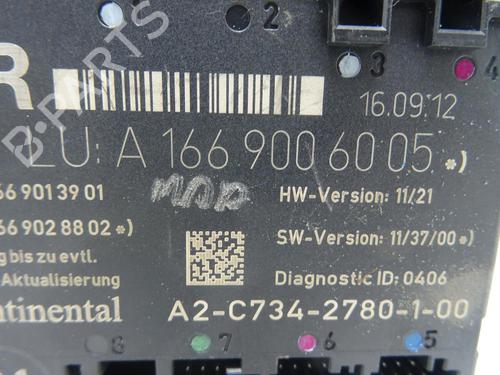 2
3
4
R
16.09.12
ZU: A 166 900 60 05 *)
66 901 39 01
HW-Version: 11/21
66 902 88 02 *)
SW-Version: 11/37/00 *)
g bis zu evtl.
Aktualisierung
Diagnostic ID: 0406
ntinental
A2-C734-2780-1-00
8
7
6
5
B-PARTS